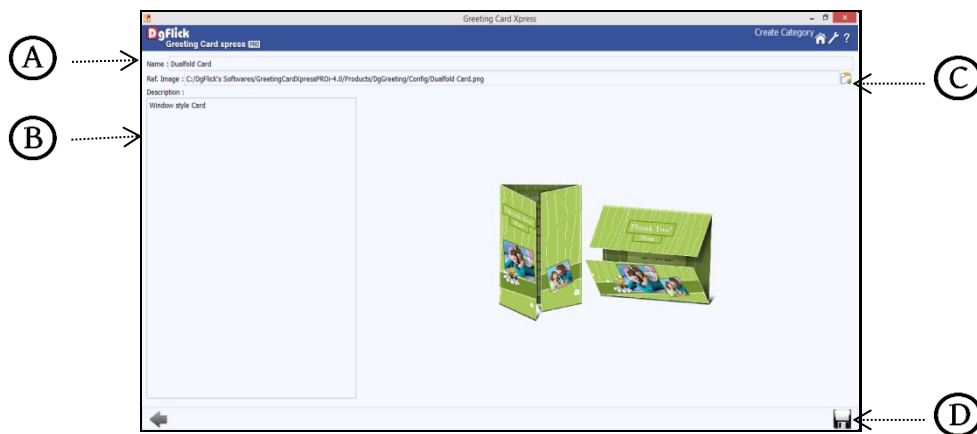 Greeting Card Xpress
DgFlick
Greeting Card xpress PRO
Create Category
?
A
Name : Dualfold Card
Ref. Image : C:/DgFlick's Softwares/GreetingCardXpressPROi-4.0/Products/DgGreeting/Config/Dualfold Card.png
C
Description :
Window style Card
B
Thank You!
Mom
Thank You!
Mom
D